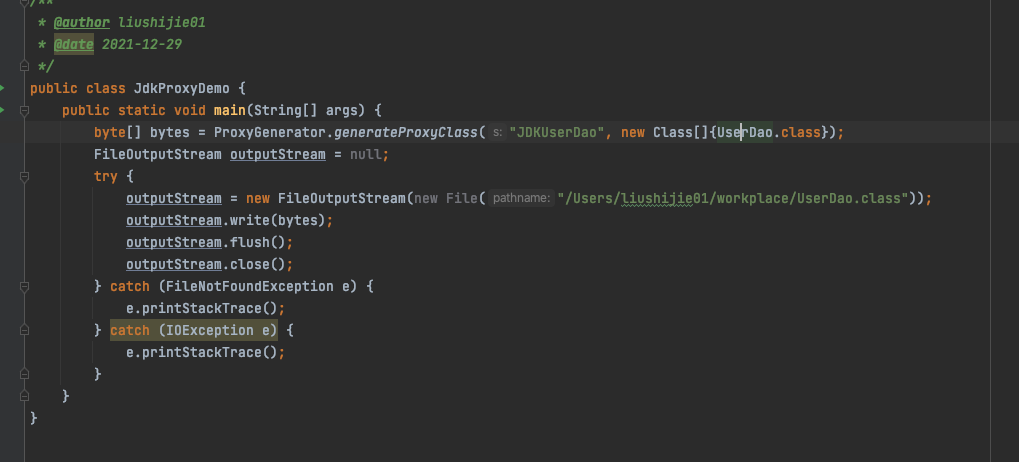 /**
 * @author liushijie01
 * @date 2021-12-29
 */
public class JdkProxyDemo {
    public static void main(String[] args) {
        byte[] bytes = ProxyGenerator.generateProxyClass( s: "JDKUserDao", new Class[]{UserDao.class});
        FileOutputStream outputStream = null;
        try {
            outputStream = new FileOutputStream(new File( pathname: "/Users/liushijie01/workplace/UserDao.class"));
            outputStream.write(bytes);
            outputStream.flush();
            outputStream.close();
        } catch (FileNotFoundException e) {
            e.printStackTrace();
        } catch (IOException e) {
            e.printStackTrace();
        }
    }
}